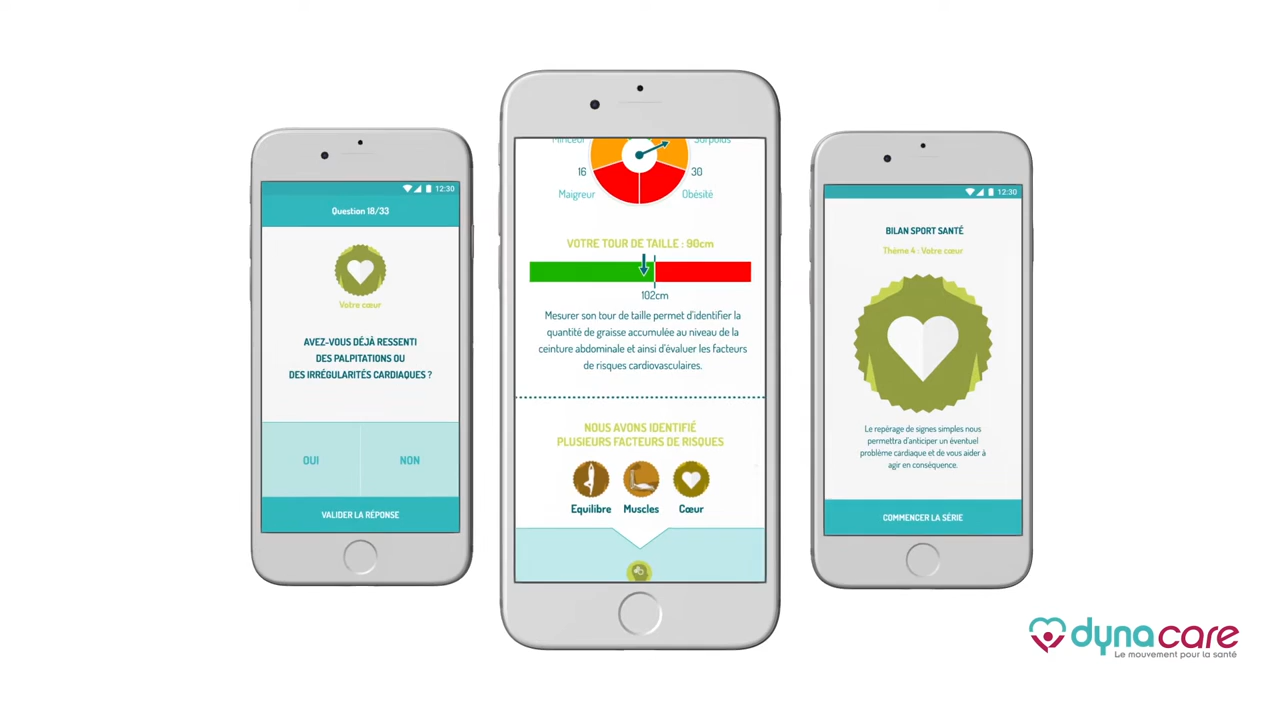 12:30
Question 18/33
Votre cœur
AVEZ-VOUS DÉJÀ RESSENTI
DES PALPITATIONS OU
DES IRRÉGULARITÉS CARDIAQUES ?
OUI
NON
VALIDER LA RÉPONSE
Minceur
Surpoids
16
30
Maigreur
Obésité
VOTRE TOUR DE TAILLE : 90cm
102cm
Mesurer son tour de taille permet d'identifier la
quantité de graisse accumulée au niveau de la
ceinture abdominale et ainsi d'évaluer les facteurs
de risques cardiovasculaires.
NOUS AVONS IDENTIFIÉ
PLUSIEURS FACTEURS DE RISQUES
Equilibre
Muscles
Cœur
12:30
BILAN SPORT SANTÉ
Thème 4 : Votre cœur
Le repérage de signes simples nous
permettra d'anticiper un éventuel
problème cardiaque et de vous aider à
agir en conséquence.
COMMENCER LA SÉRIE
dynacare
Le mouvement pour la santé